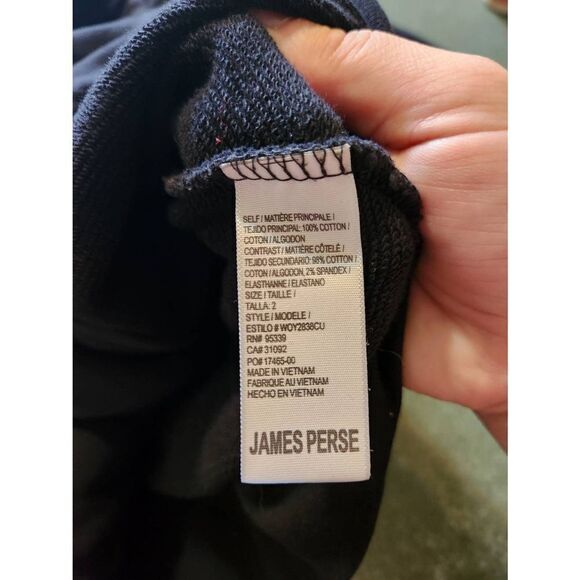 SELF / MATIÈRE PRINCIPALE /
TEJIDO PRINCIPAL: 100% COTTON /
COTON / ALGODON
CONTRAST / MATIÈRE CÔTELÉ /
TEJIDO SECUNDARIO: 98% COTTON /
COTON / ALGODON, 2% SPANDEX /
ELASTHANNE / ELASTANO
SIZE / TAILLE /
TALLA: 2
STYLE / MODELE /
ESTILO # WOY2838CU
RN# 95339
CA# 31092
PO# 17465-00
MADE IN VIETNAM
FABRIQUE AU VIETNAM
HECHO EN VIETNAM
JAMES PERSE